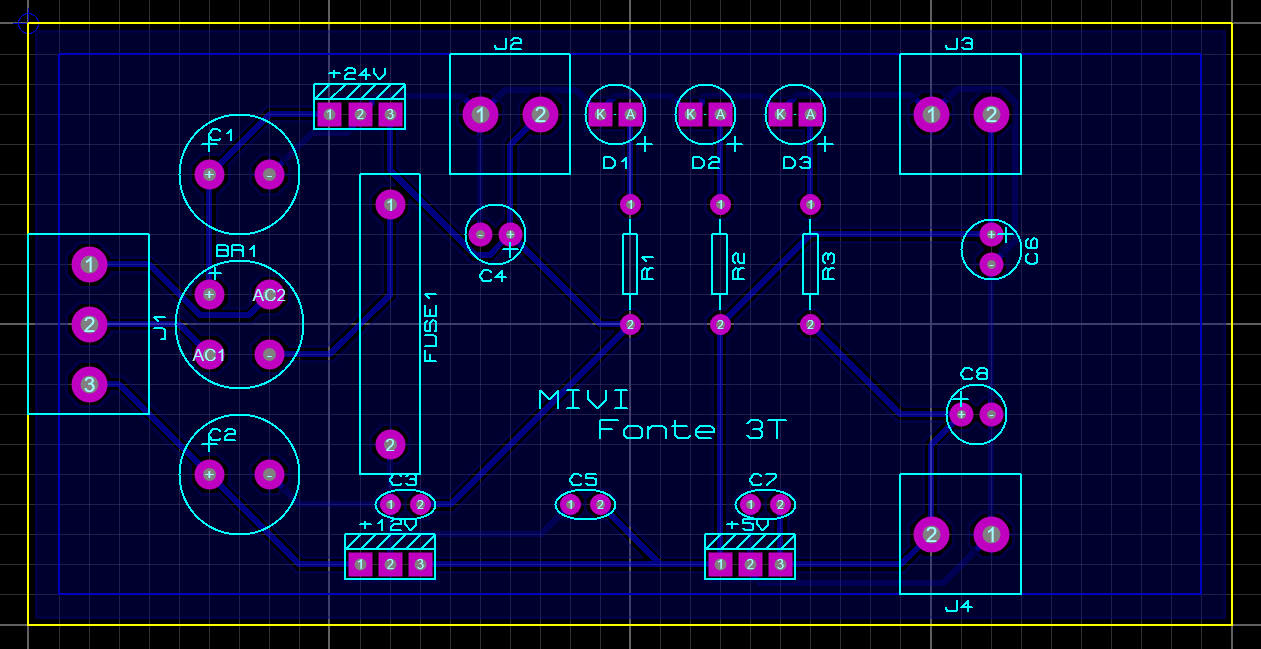 J2
J3
+24V
1 2 3
1 2
K A
K A
K A
1 2
C1
+
+ -
D1
+
D2
+
D3
+
1
1
1
1
- +
+
C4
+
+
-
C6
BR1
1
+
+
AC2
R1
R2
R3
J1
2
AC1
-
FUSE1
2
2
2
3
MIVI
Fonte 3T
C8
+
+ -
C2
+
+ -
2
C3
1 2
C5
1 2
C7
1 2
+12V
1 2 3
+5V
1 2 3
2 1
J4